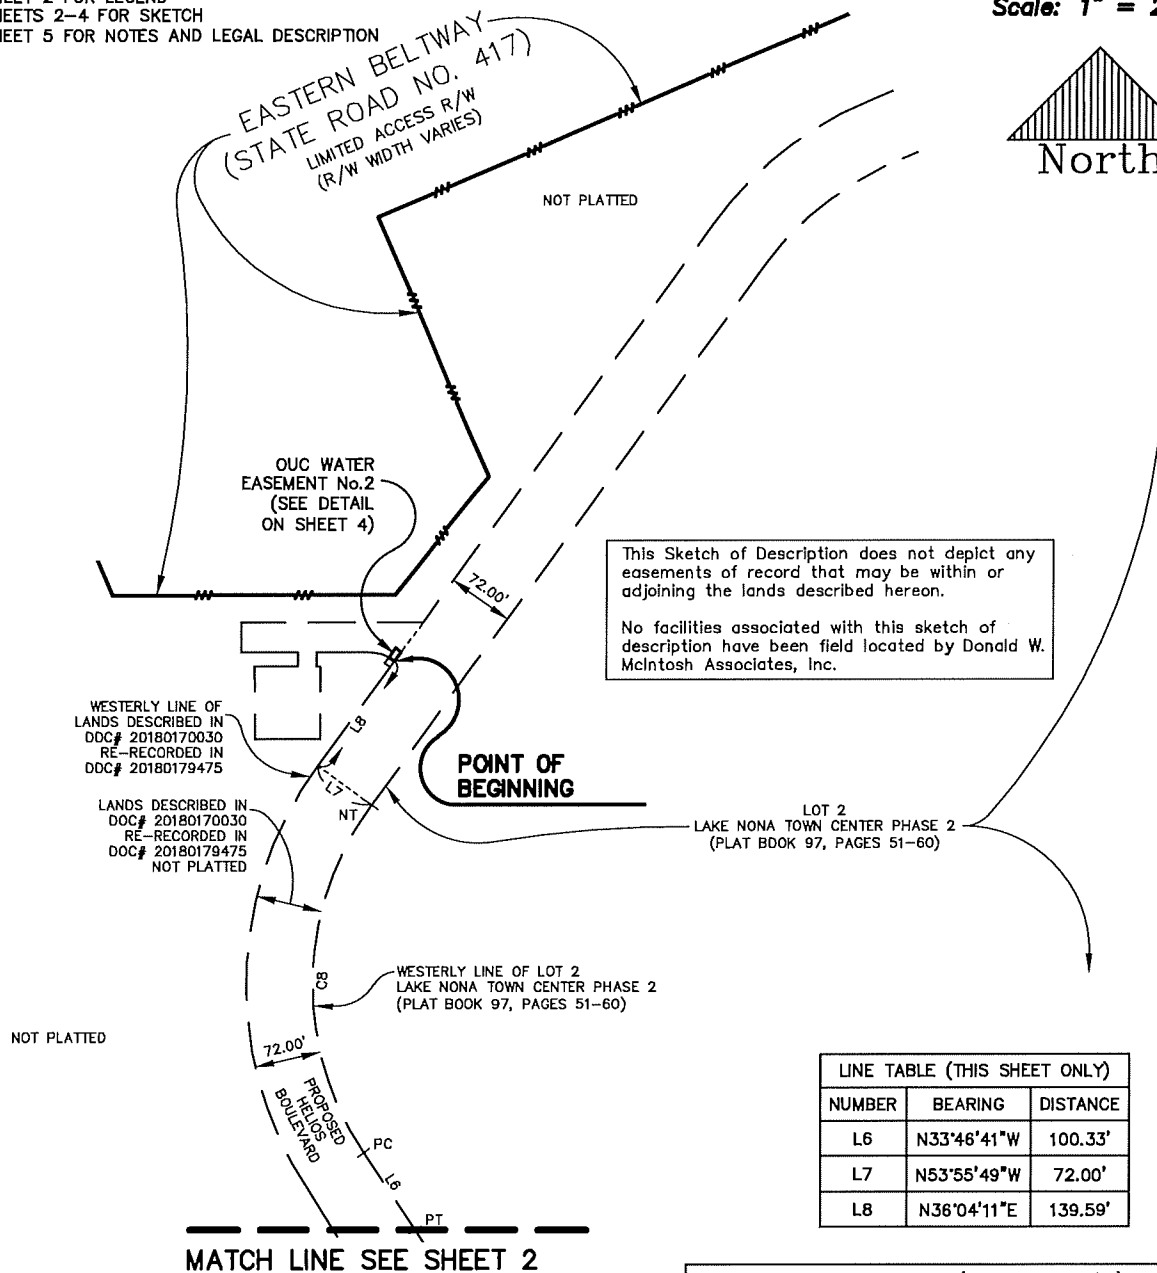 HEETS 2-4 FOR SKETCH
HEET 5 FOR NOTES AND LEGAL DESCRIPTION
Scale: 1" = 2
North
EASTERN BELTWAY
(STATE ROAD NO. 417)
LIMITED ACCESS R/W
(R/W WIDTH VARIES)
NOT PLATTED
OUC WATER
EASEMENT No.2
(SEE DETAIL
ON SHEET 4)
72.00'
This Sketch of Description does not depict any
easements of record that may be within or
adjoining the lands described hereon.
No facilities associated with this sketch of
description have been field located by Donald W.
McIntosh Associates, Inc.
WESTERLY LINE OF
LANDS DESCRIBED IN
DOC# 20180170030
RE-RECORDED IN
DOC# 20180179475
L8
L7
NT
POINT OF
BEGINNING
LANDS DESCRIBED IN
DOC# 20180170030
RE-RECORDED IN
DOC# 20180179475
NOT PLATTED
LOT 2
LAKE NONA TOWN CENTER PHASE 2
(PLAT BOOK 97, PAGES 51-60)
C8
WESTERLY LINE OF LOT 2
LAKE NONA TOWN CENTER PHASE 2
(PLAT BOOK 97, PAGES 51-60)
NOT PLATTED
72.00'
PROPOSED
HELIOS
BOULEVARD
PC
L6
PT
MATCH LINE SEE SHEET 2
LINE TABLE (THIS SHEET ONLY)
NUMBER BEARING DISTANCE
L6 N33°46'41"W 100.33'
L7 N53°55'49"W 72.00'
L8 N36°04'11"E 139.59'